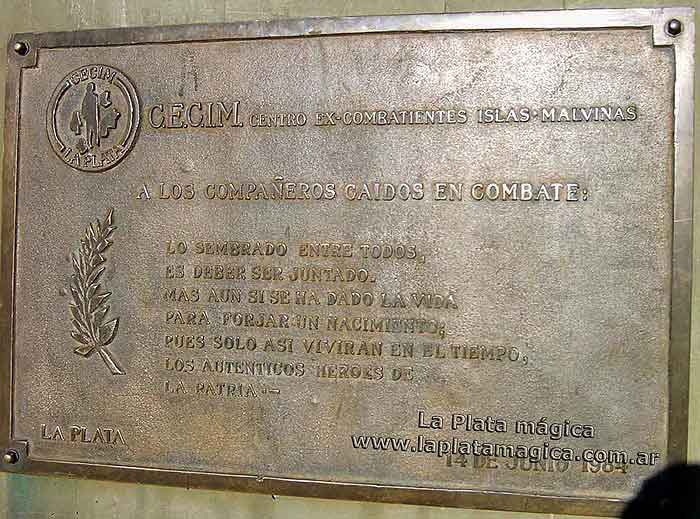 CECIM
LA PLATA
C.E.C.I.M. CENTRO EX-COMBATIENTES ISLAS·MALVINAS
A LOS COMPAÑEROS CAIDOS EN COMBATE:
LO SEMBRADO ENTRE TODOS,
ES DEBER SER JUNTADO.
MAS AUN SI SE HA DADO LA VIDA
PARA FORJAR UN NACIMIENTO;
PUES SOLO ASI VIVIRAN EN EL TIEMPO,
LOS AUTENTICOS HEROES DE
LA PATRIA.-
LA PLATA
La Plata mágica
www.laplatamagica.com.ar
14 DE JUNIO 1984